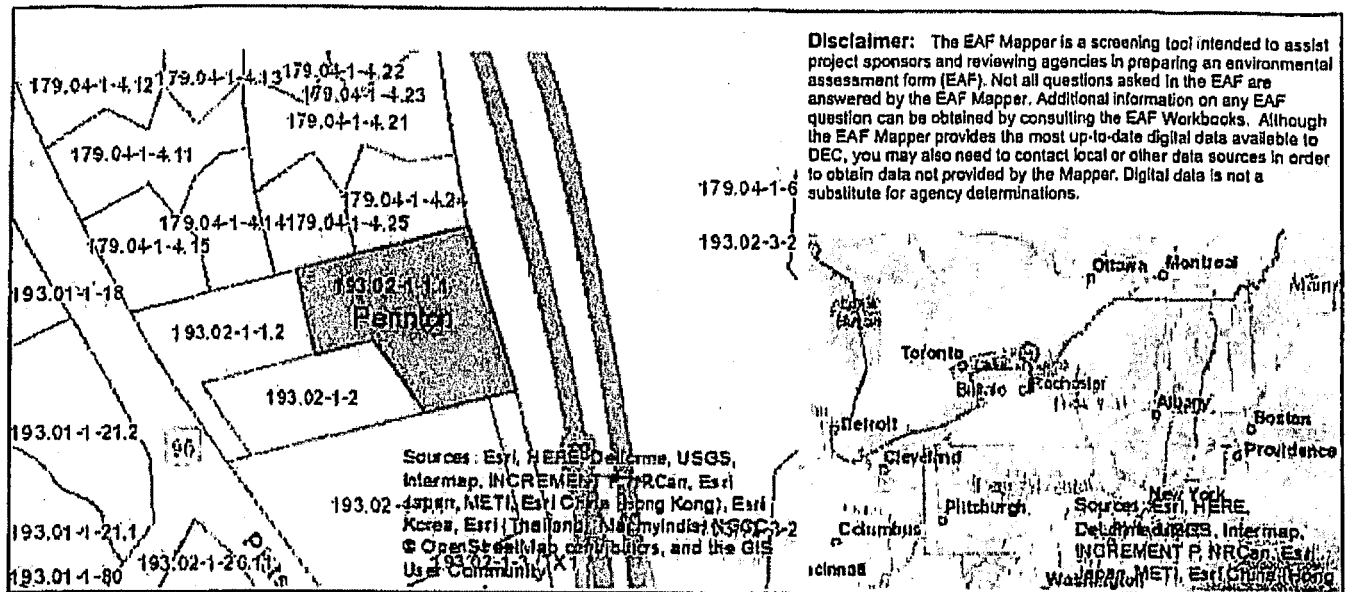 179.04-1-4.12
179.04-1-4.13
179.04-1-4.22
179.04-1-4.23
179.04-1-4.21
179.04-1-4.11
179.04-1-4.24
179.04-1-4.14
179.04-1-4.25
179.04-1-4.15
193.01-1-18
193.02-1-1.1
Perinton
193.02-1-1.2
193.02-1-2
193.01-1-21.2
96
193.01-1-21.1
193.02-1-26.11
193.01-1-80
179.04-1-6
193.02-3-2
Sources: Esri, HERE, DeLorme, USGS,
Intermap, INCREMENT P, NRCan, Esri
Japan, METI, Esri China (Hong Kong), Esri
Korea, Esri (Thailand), MapmyIndia, NGCC,
© OpenStreetMap contributors, and the GIS
User Community
Disclaimer: The EAF Mapper is a screening tool intended to assist
project sponsors and reviewing agencies in preparing an environmental
assessment form (EAF). Not all questions asked in the EAF are
answered by the EAF Mapper. Additional information on any EAF
question can be obtained by consulting the EAF Workbooks. Although
the EAF Mapper provides the most up-to-date digital data available to
DEC, you may also need to contact local or other data sources in order
to obtain data not provided by the Mapper. Digital data is not a
substitute for agency determinations.
Ottawa
Montreal
Toronto
Buffalo
Rochester
Albany
Boston
Detroit
Cleveland
Providence
New York
Pittsburgh
Columbus
Washington
Sources: Esri, HERE,
DeLorme, USGS, Intermap,
INCREMENT P, NRCan, Esri
Japan, METI, Esri China (Hong